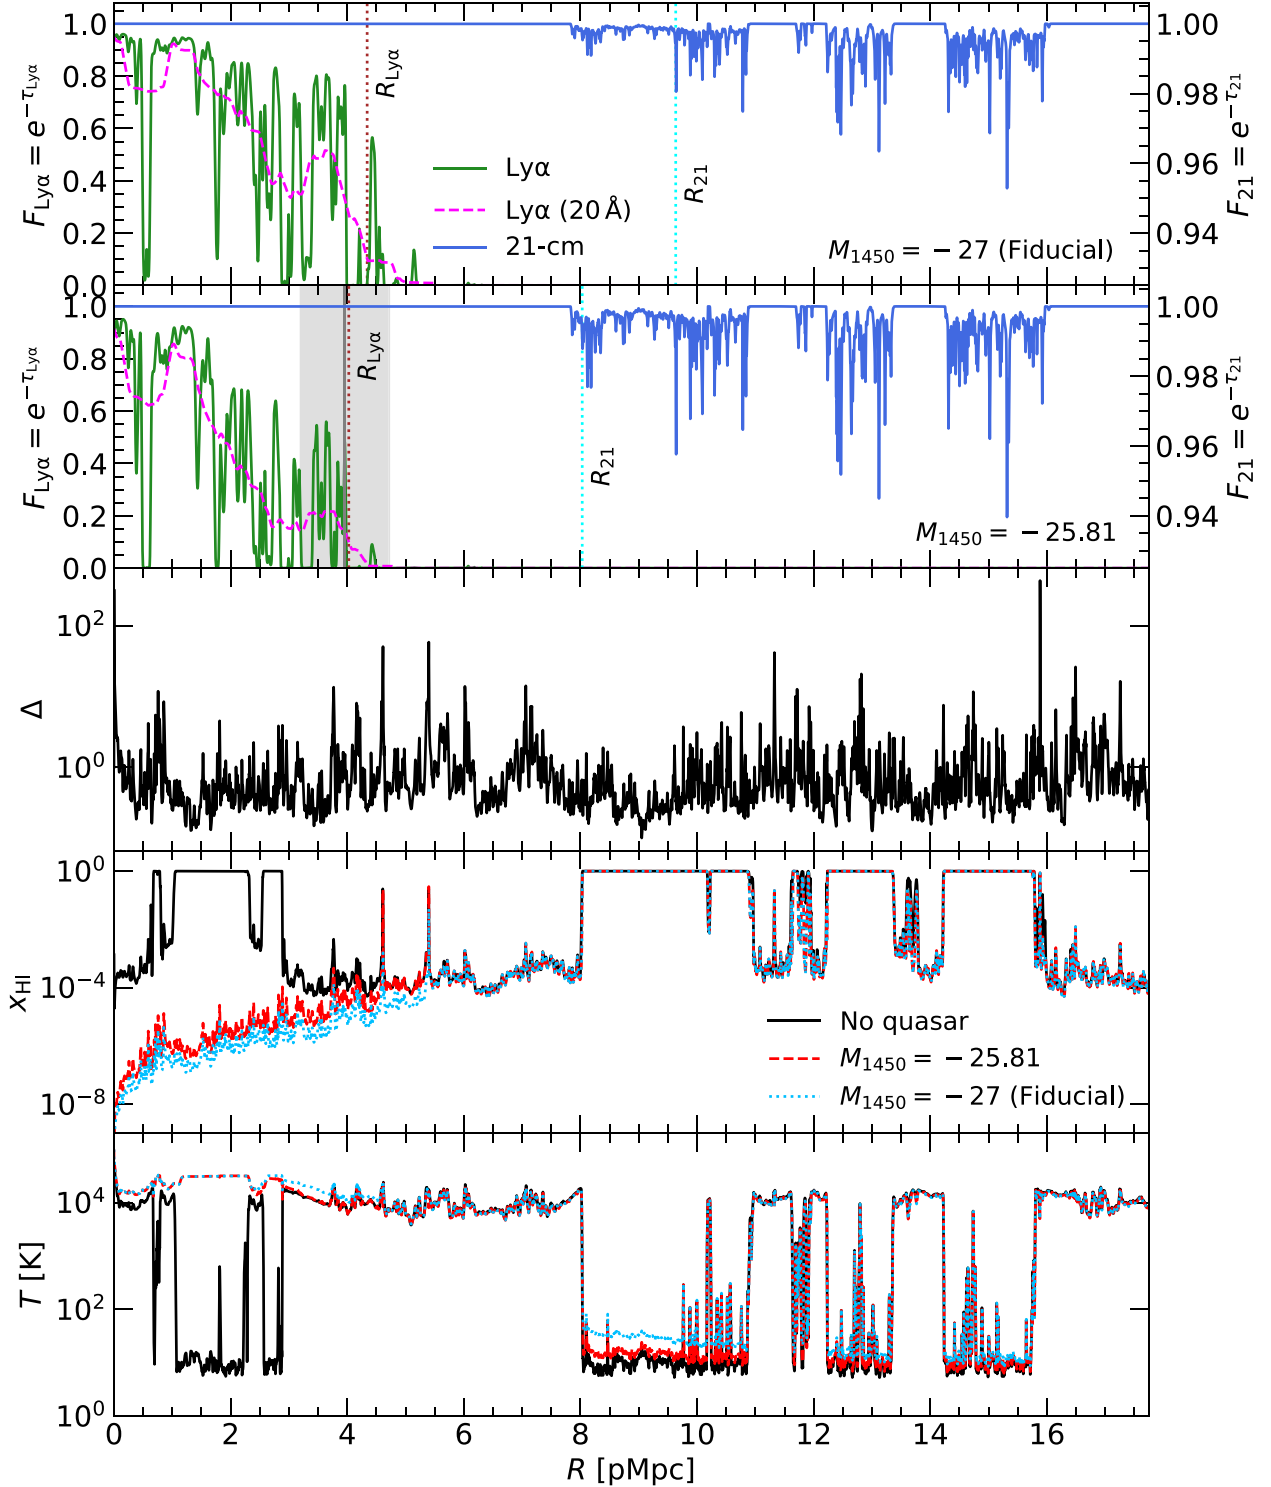 1.0
0.8
0.6
0.4
0.2
0.0
F_Lyα = e^−τ_Lyα
1.00
0.98
0.96
0.94
F_21 = e^−τ_21
R_Lyα
R_21
Lyα
Lyα (20 Å)
21-cm
M_1450 = −27 (Fiducial)
1.0
0.8
0.6
0.4
0.2
0.0
F_Lyα = e^−τ_Lyα
1.00
0.98
0.96
0.94
F_21 = e^−τ_21
R_Lyα
R_21
M_1450 = −25.81
10^2
10^0
Δ
10^0
10^−4
10^−8
x_HI
No quasar
M_1450 = −25.81
M_1450 = −27 (Fiducial)
10^4
10^2
10^0
T [K]
0 2 4 6 8 10 12 14 16
R [pMpc]